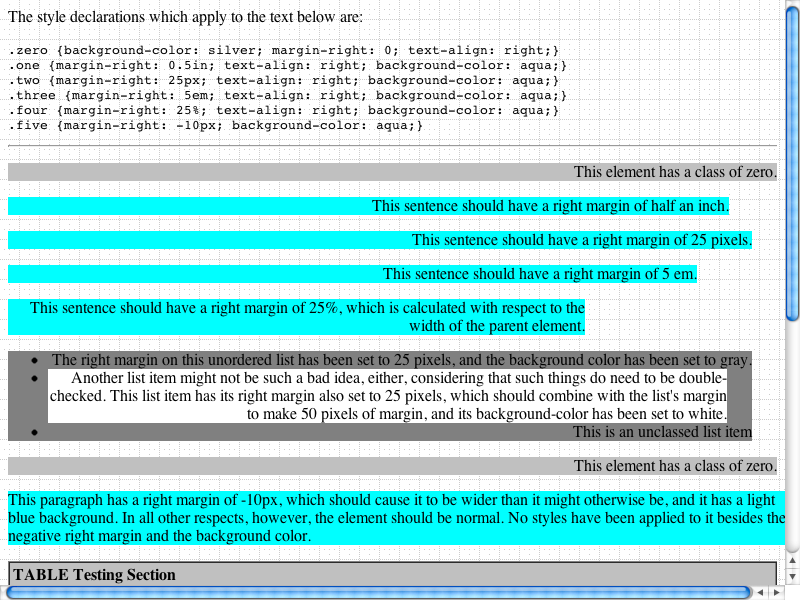 The style declarations which apply to the text below are:
.zero {background-color: silver; margin-right: 0; text-align: right;}
.one {margin-right: 0.5in; text-align: right; background-color: aqua;}
.two {margin-right: 25px; text-align: right; background-color: aqua;}
.three {margin-right: 5em; text-align: right; background-color: aqua;}
.four {margin-right: 25%; text-align: right; background-color: aqua;}
.five {margin-right: -10px; background-color: aqua;}
This element has a class of zero.
This sentence should have a right margin of half an inch.
This sentence should have a right margin of 25 pixels.
This sentence should have a right margin of 5 em.
This sentence should have a right margin of 25%, which is calculated with respect to the
width of the parent element.
The right margin on this unordered list has been set to 25 pixels, and the background color has been set to gray.
Another list item might not be such a bad idea, either, considering that such things do need to be double-
checked. This list item has its right margin also set to 25 pixels, which should combine with the list's margin
to make 50 pixels of margin, and its background-color has been set to white.
This is an unclassed list item
This element has a class of zero.
This paragraph has a right margin of -10px, which should cause it to be wider than it might otherwise be, and it has a light
blue background. In all other respects, however, the element should be normal. No styles have been applied to it besides the
negative right margin and the background color.
TABLE Testing Section